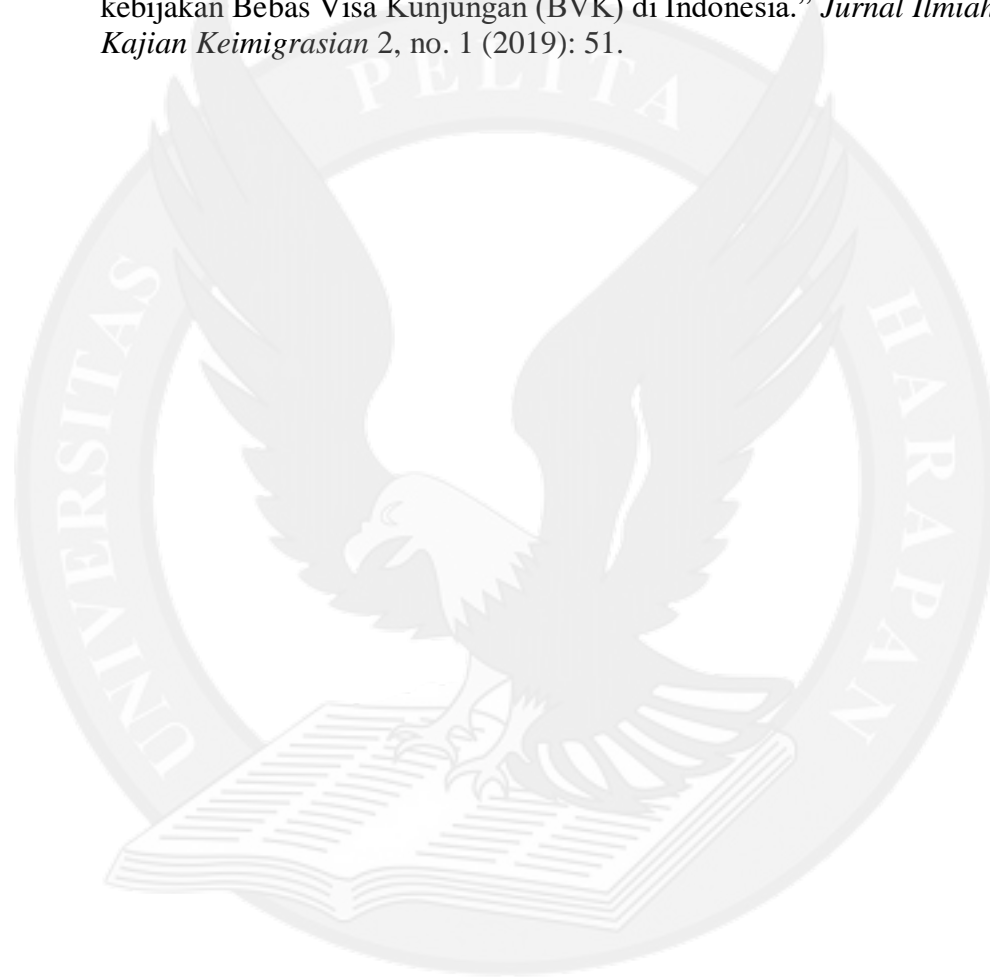 kebijakan Bebas Visa Kunjungan (BVK) di Indonesia.” Jurnal Ilmiah
Kajian Keimigrasian 2, no. 1 (2019): 51.
UNIVERSITAS PELITA HARAPAN